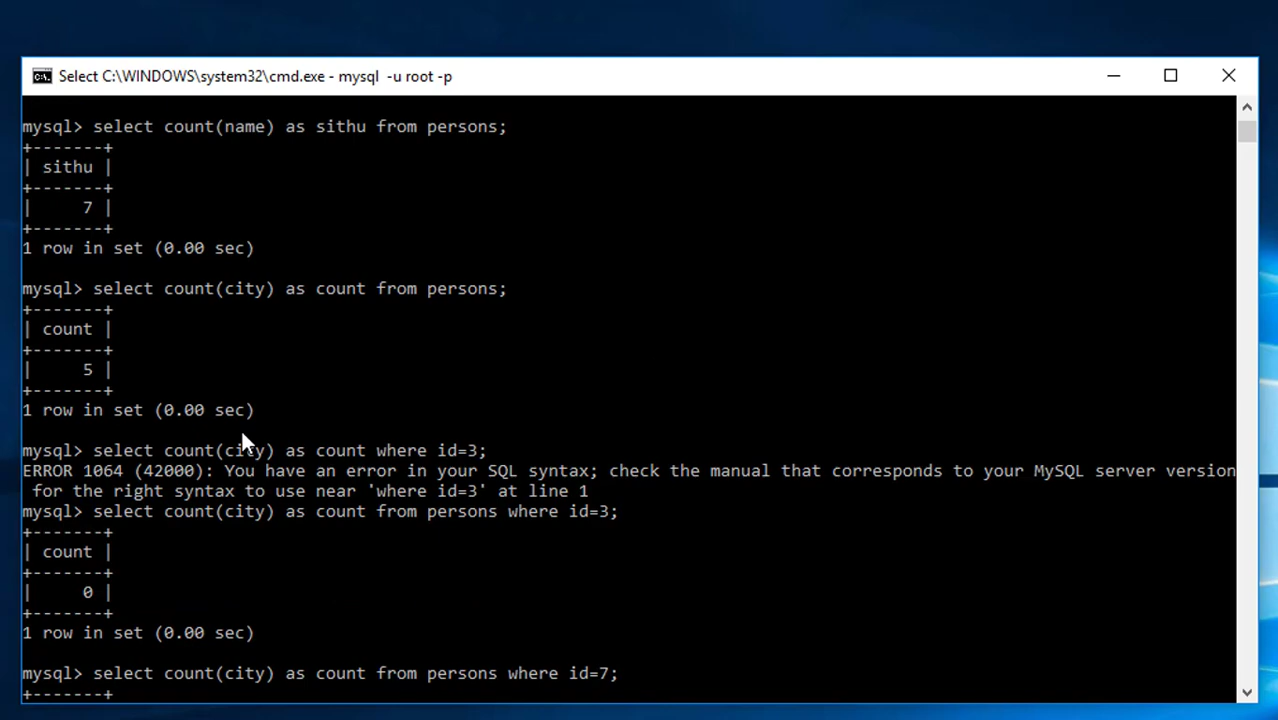 Select C:\WINDOWS\system32\cmd.exe - mysql  -u root -p
mysql> select count(name) as sithu from persons;
+-------+
| sithu |
+-------+
|     7 |
+-------+
1 row in set (0.00 sec)
mysql> select count(city) as count from persons;
+-------+
| count |
+-------+
|     5 |
+-------+
1 row in set (0.00 sec)
mysql> select count(city) as count where id=3;
ERROR 1064 (42000): You have an error in your SQL syntax; check the manual that corresponds to your MySQL server version
for the right syntax to use near 'where id=3' at line 1
mysql> select count(city) as count from persons where id=3;
+-------+
| count |
+-------+
|     0 |
+-------+
1 row in set (0.00 sec)
mysql> select count(city) as count from persons where id=7;
+-------+